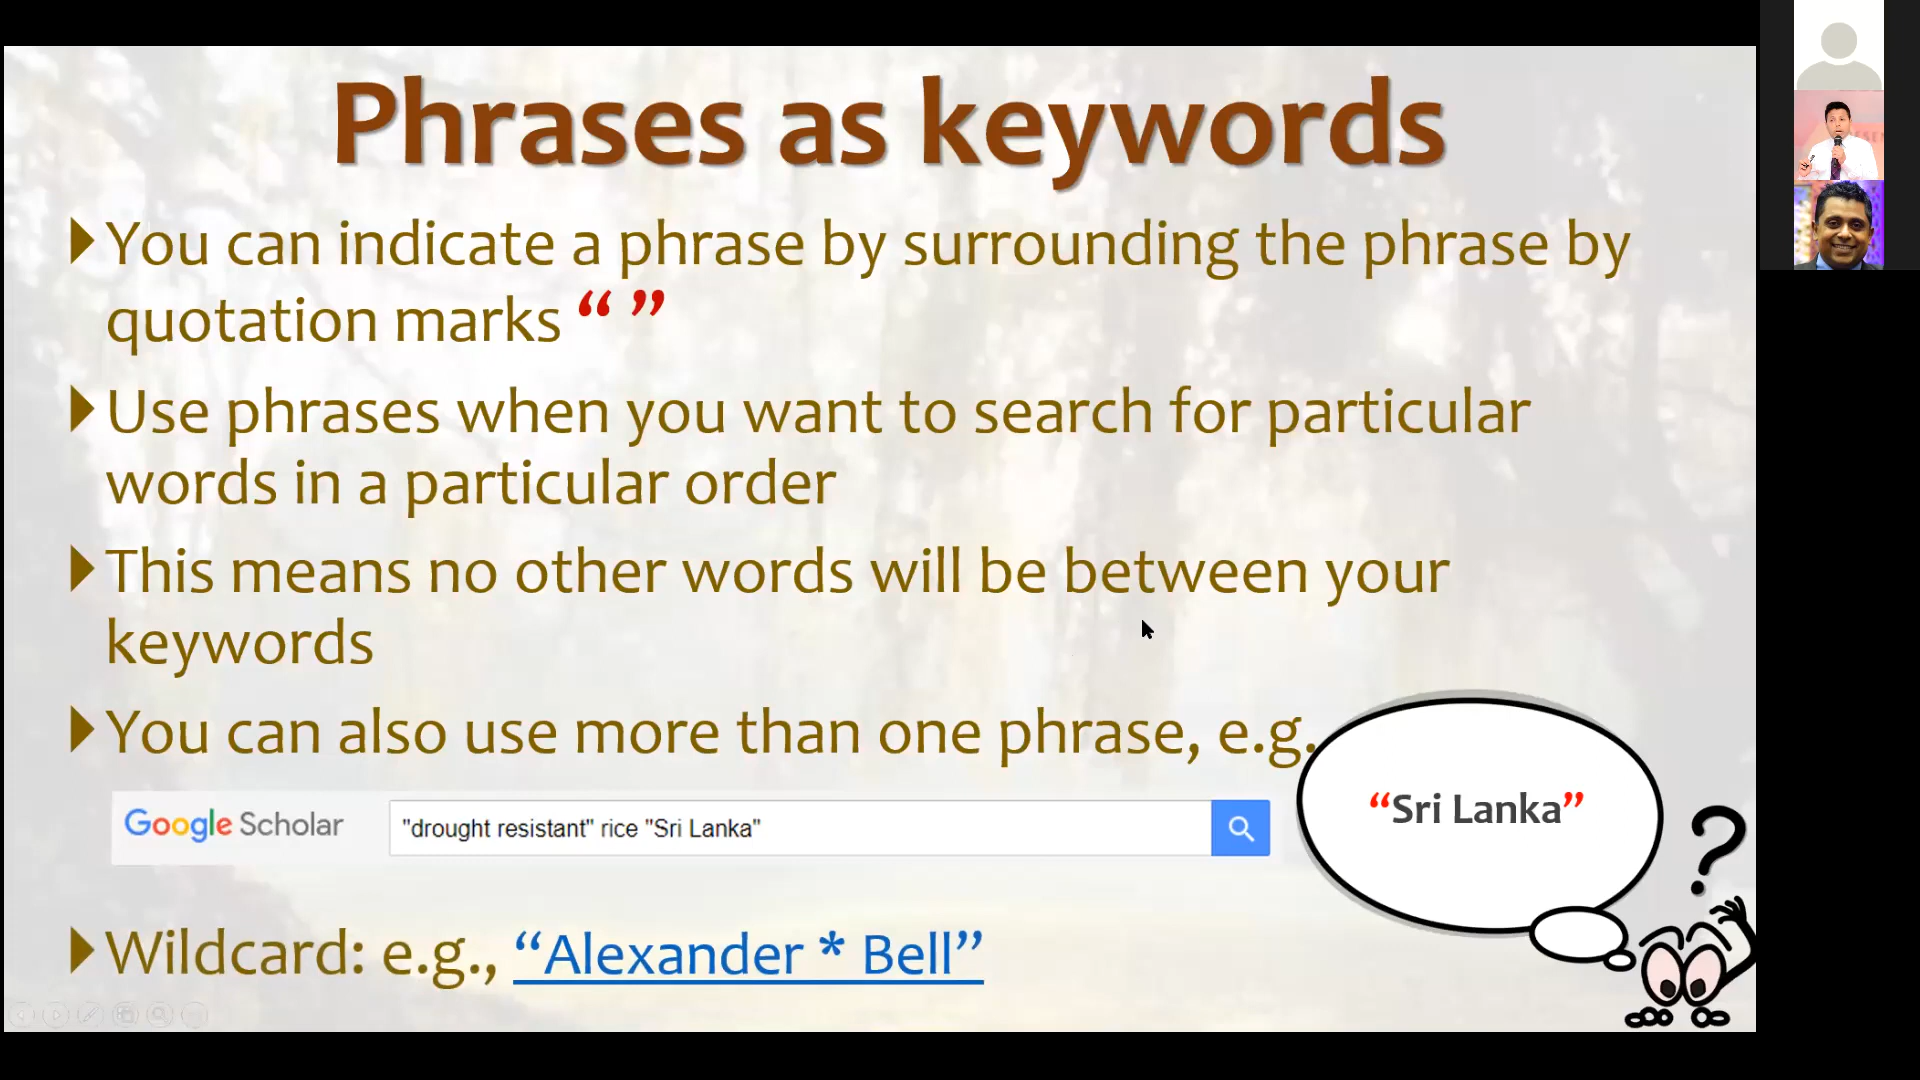 Phrases as keywords
You can indicate a phrase by surrounding the phrase by
quotation marks “ ”
Use phrases when you want to search for particular
words in a particular order
This means no other words will be between your
keywords
You can also use more than one phrase, e.g.
Google Scholar
"drought resistant" rice "Sri Lanka"
“Sri Lanka”
?
Wildcard: e.g., “Alexander * Bell”